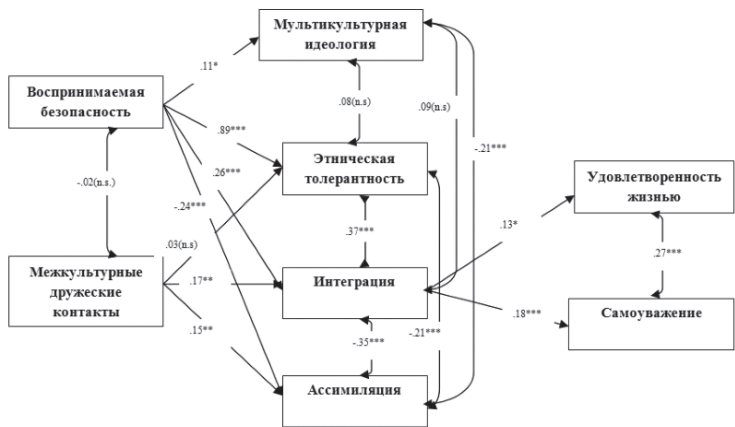 Мультикультурная
идеология
.11*
Воспринимаемая
безопасность
.08(n.s)
.09(n.s)
.89***
-.21***
Этническая
толерантность
.26***
Удовлетворенность
жизнью
-.02(n.s.)
-.24***
.37***
.13*
.03(n.s)
.27***
Межкультурные
дружеские
контакты
.17**
Интеграция
.18***
Самоуважение
.15**
-.21***
-.35***
Ассимиляция